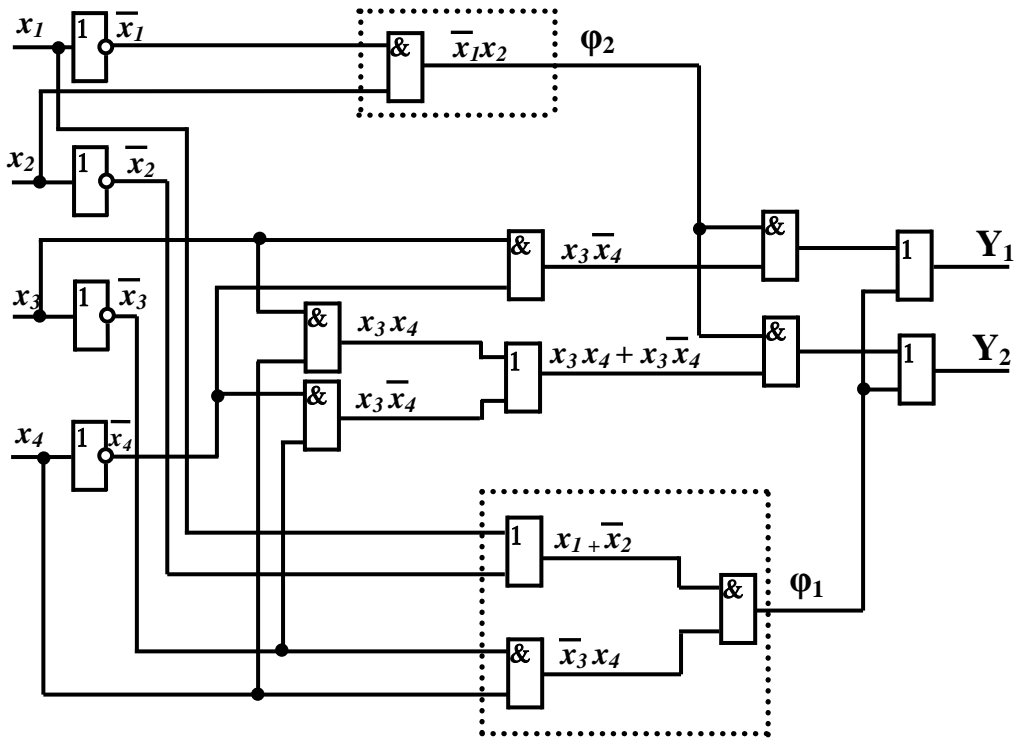 x₁ 1 x̅₁ & x̅₁x₂ φ₂
x₂ 1 x̅₂
& x₃x̅₄ & 1 Y₁
x₃ 1 x̅₃ & x₃x₄ 1 x₃x₄ + x₃x̅₄ & 1 Y₂
& x₃x̅₄
x₄ 1 x̅₄
1 x₁ + x̅₂ & φ₁
& x̅₃x₄